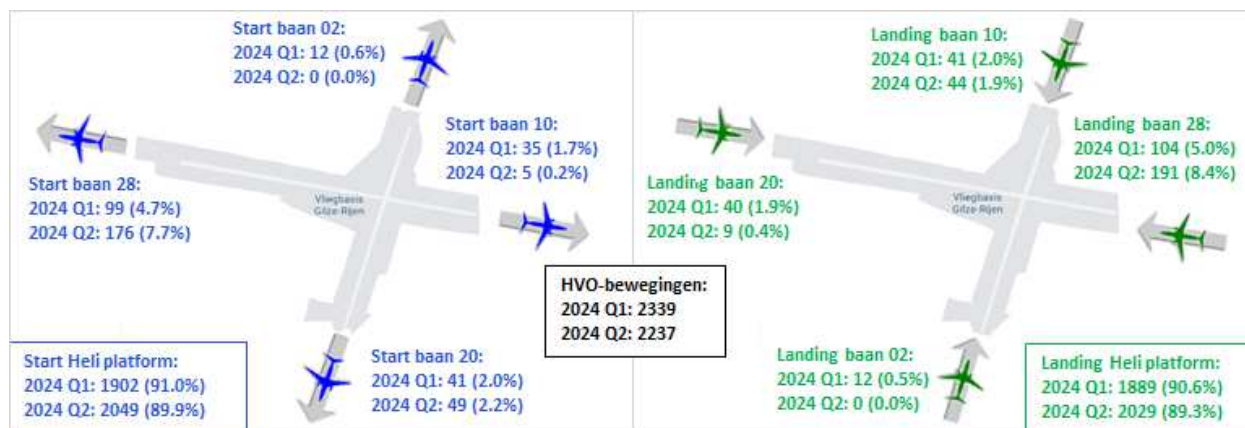 Start baan 02:
2024 Q1: 12 (0.6%)
2024 Q2: 0 (0.0%)
Start baan 10:
2024 Q1: 35 (1.7%)
2024 Q2: 5 (0.2%)
Start baan 28:
2024 Q1: 99 (4.7%)
2024 Q2: 176 (7.7%)
Vliegbasis
Gilze-Rijen
Start Heli platform:
2024 Q1: 1902 (91.0%)
2024 Q2: 2049 (89.9%)
Start baan 20:
2024 Q1: 41 (2.0%)
2024 Q2: 49 (2.2%)
HVO-bewegingen:
2024 Q1: 2339
2024 Q2: 2237
Landing baan 10:
2024 Q1: 41 (2.0%)
2024 Q2: 44 (1.9%)
Landing baan 28:
2024 Q1: 104 (5.0%)
2024 Q2: 191 (8.4%)
Landing baan 20:
2024 Q1: 40 (1.9%)
2024 Q2: 9 (0.4%)
Vliegbasis
Gilze-Rijen
Landing baan 02:
2024 Q1: 12 (0.5%)
2024 Q2: 0 (0.0%)
Landing Heli platform:
2024 Q1: 1889 (90.6%)
2024 Q2: 2029 (89.3%)